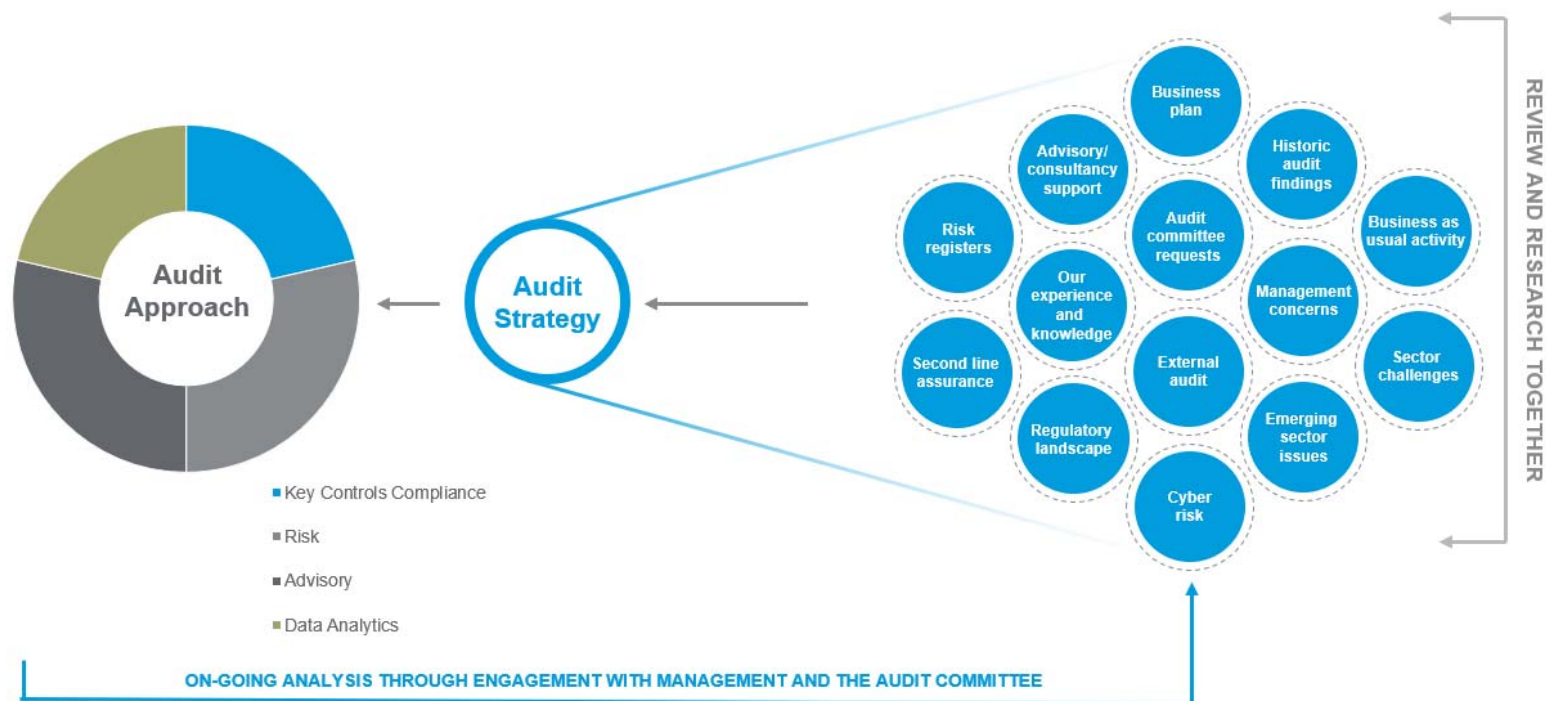 Audit
Approach
Key Controls Compliance
Risk
Advisory
Data Analytics
Audit
Strategy
Business
plan
Advisory/
consultancy
support
Historic
audit
findings
Risk
registers
Audit
committee
requests
Business as
usual activity
Our
experience
and
knowledge
Management
concerns
Second line
assurance
External
audit
Sector
challenges
Regulatory
landscape
Emerging
sector
issues
Cyber
risk
REVIEW AND RESEARCH TOGETHER
ON-GOING ANALYSIS THROUGH ENGAGEMENT WITH MANAGEMENT AND THE AUDIT COMMITTEE